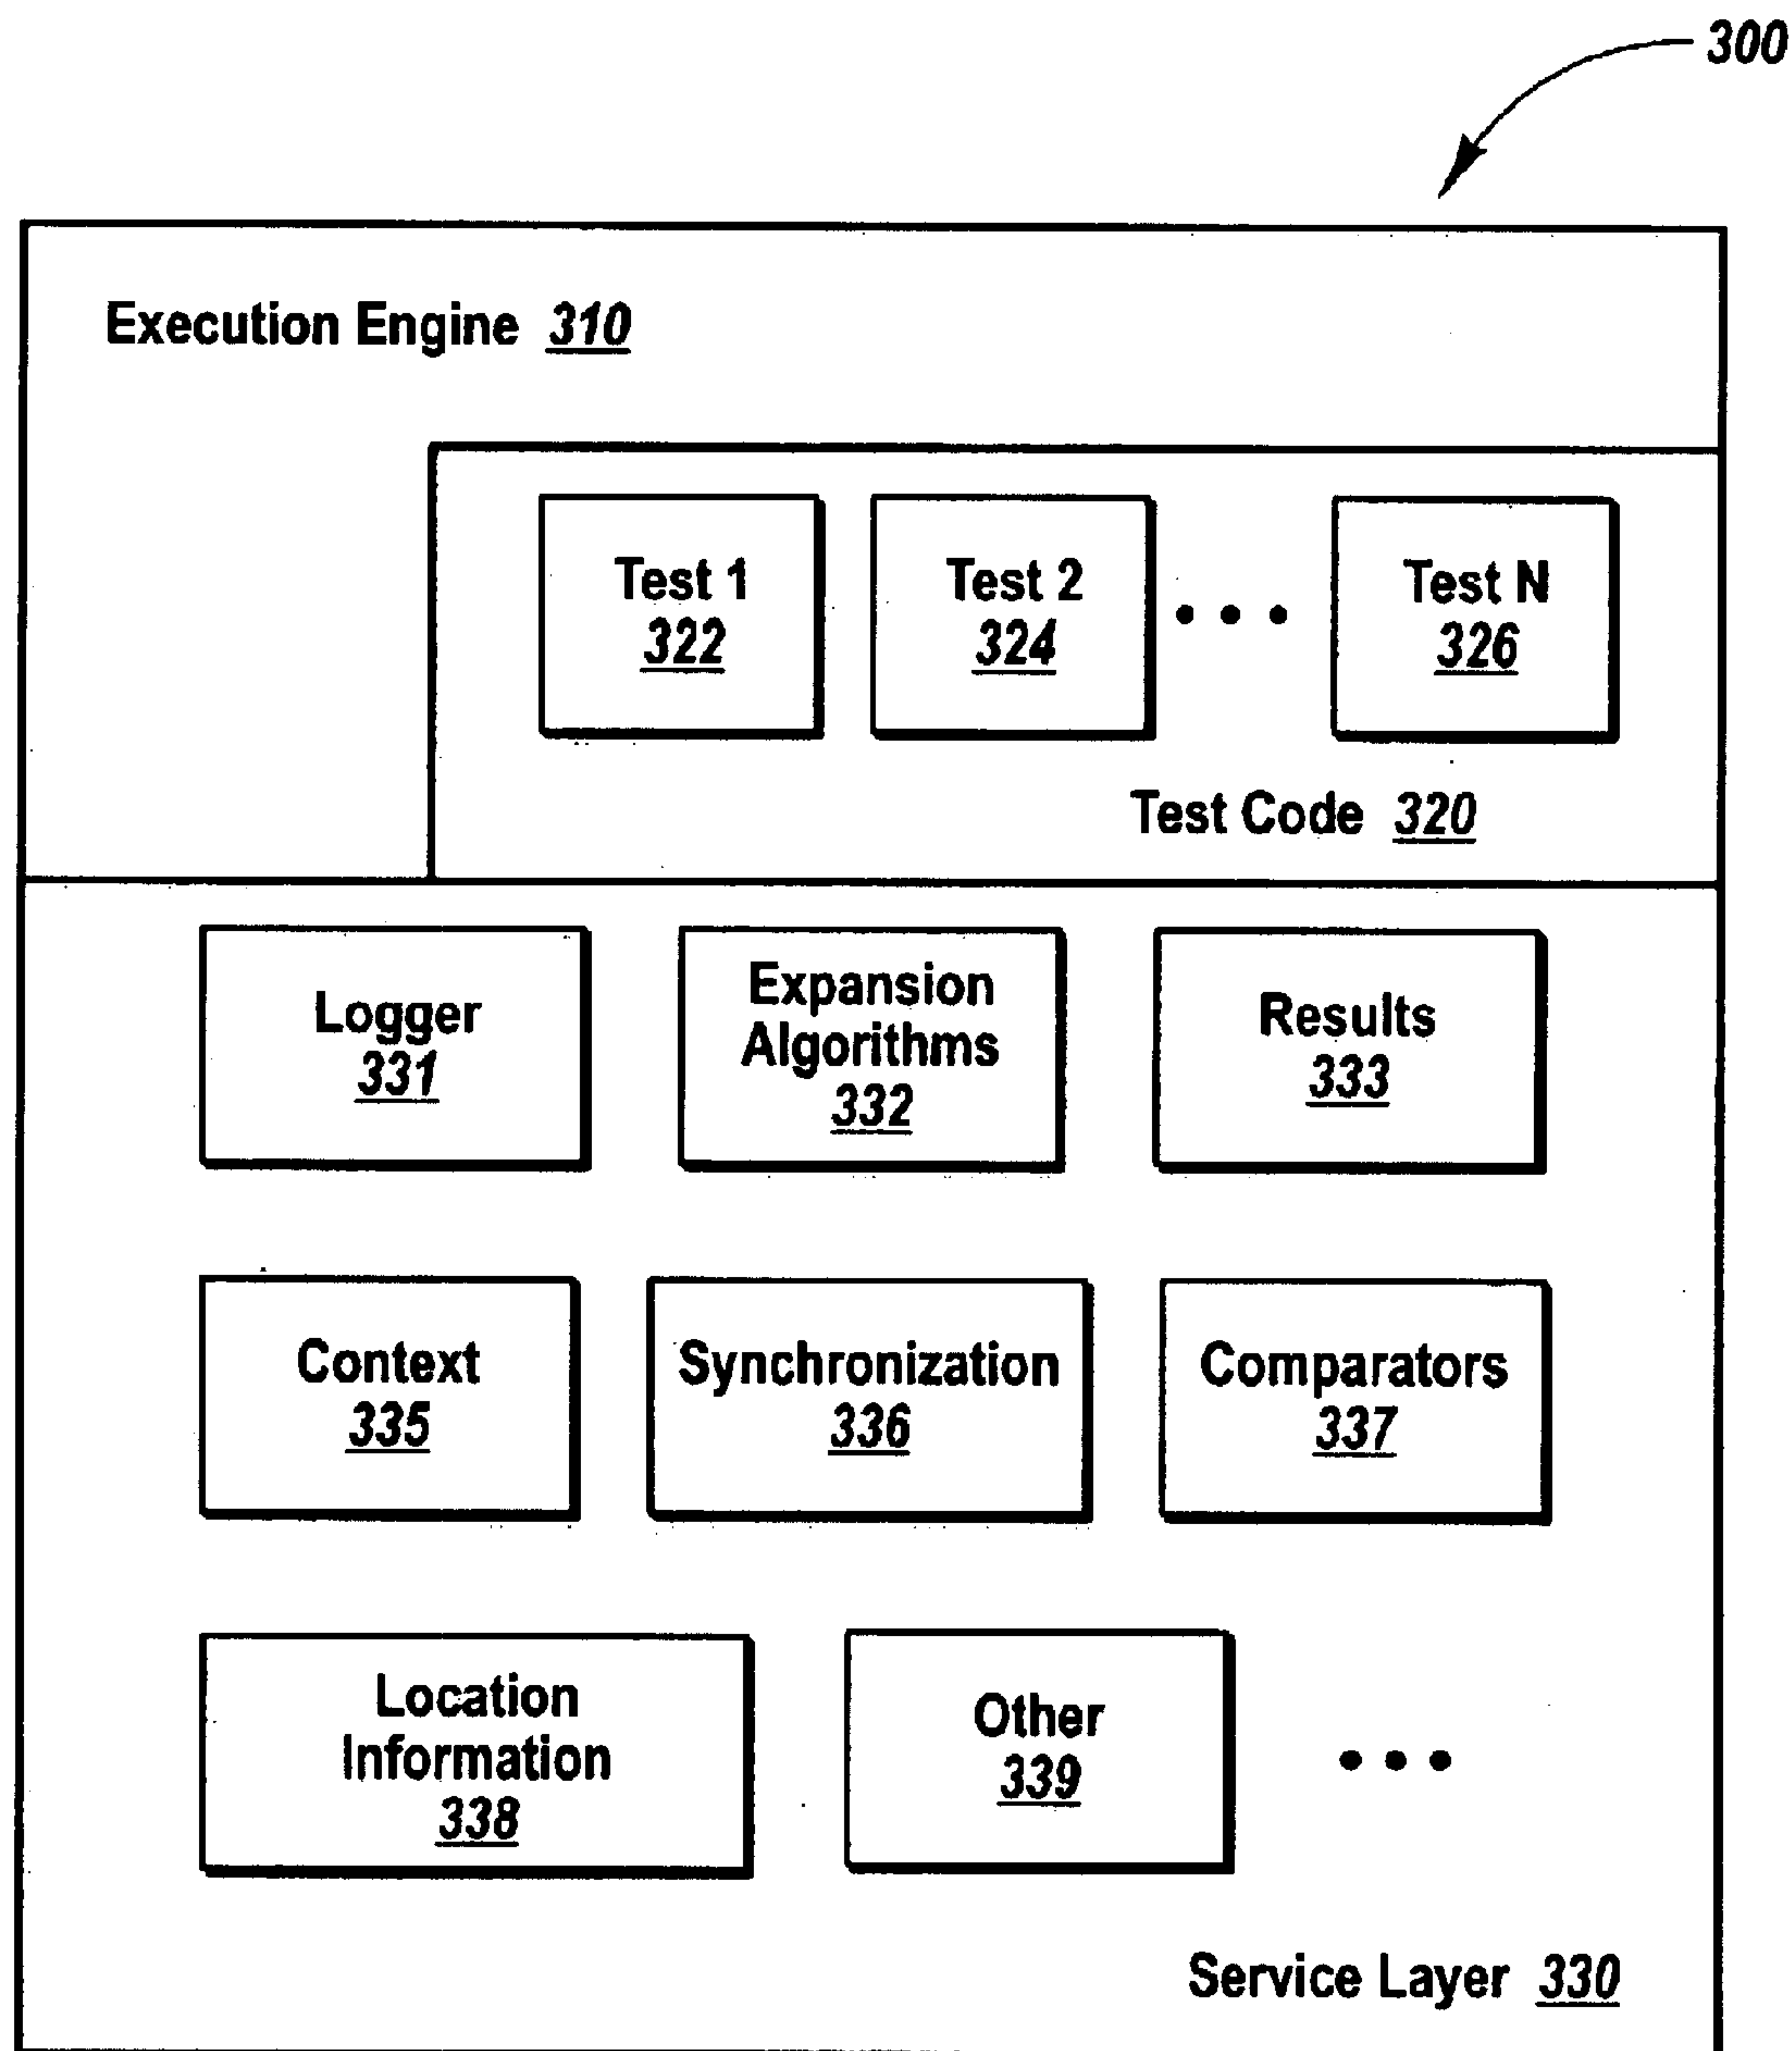 300
Execution Engine 310
Test 1
322
Test 2
324
• • •
Test N
326
Test Code 320
Logger
331
Expansion
Algorithms
332
Results
333
Context
335
Synchronization
336
Comparators
337
Location
Information
338
Other
339
• • •
Service Layer 330